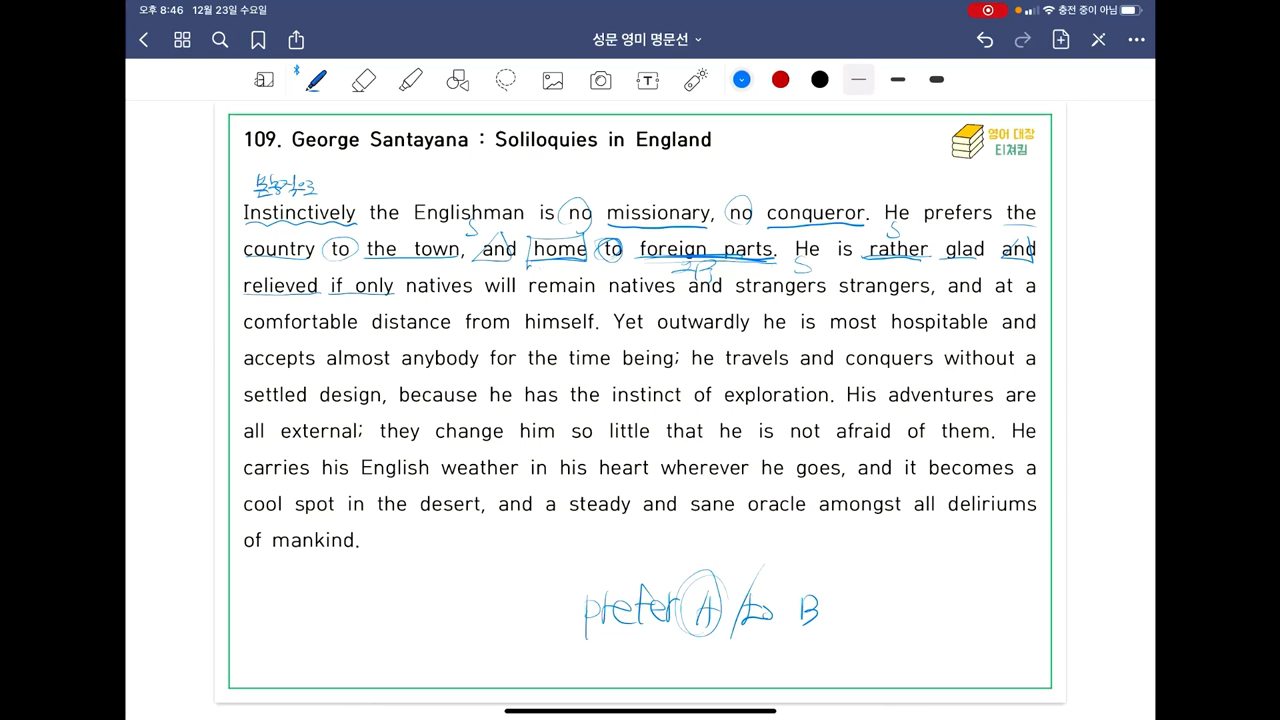 오후 8:46 12월 23일 수요일
충전 중이 아님
성문 영미 명문선
T
109. George Santayana : Soliloquies in England
영어 대장
티쳐킴
본능적으로
Instinctively the Englishman is no missionary, no conqueror. He prefers the
S
S
country to the town, and home to foreign parts. He is rather glad and
S
relieved if only natives will remain natives and strangers strangers, and at a
comfortable distance from himself. Yet outwardly he is most hospitable and
accepts almost anybody for the time being; he travels and conquers without a
settled design, because he has the instinct of exploration. His adventures are
all external; they change him so little that he is not afraid of them. He
carries his English weather in his heart wherever he goes, and it becomes a
cool spot in the desert, and a steady and sane oracle amongst all deliriums
of mankind.
prefer A to B